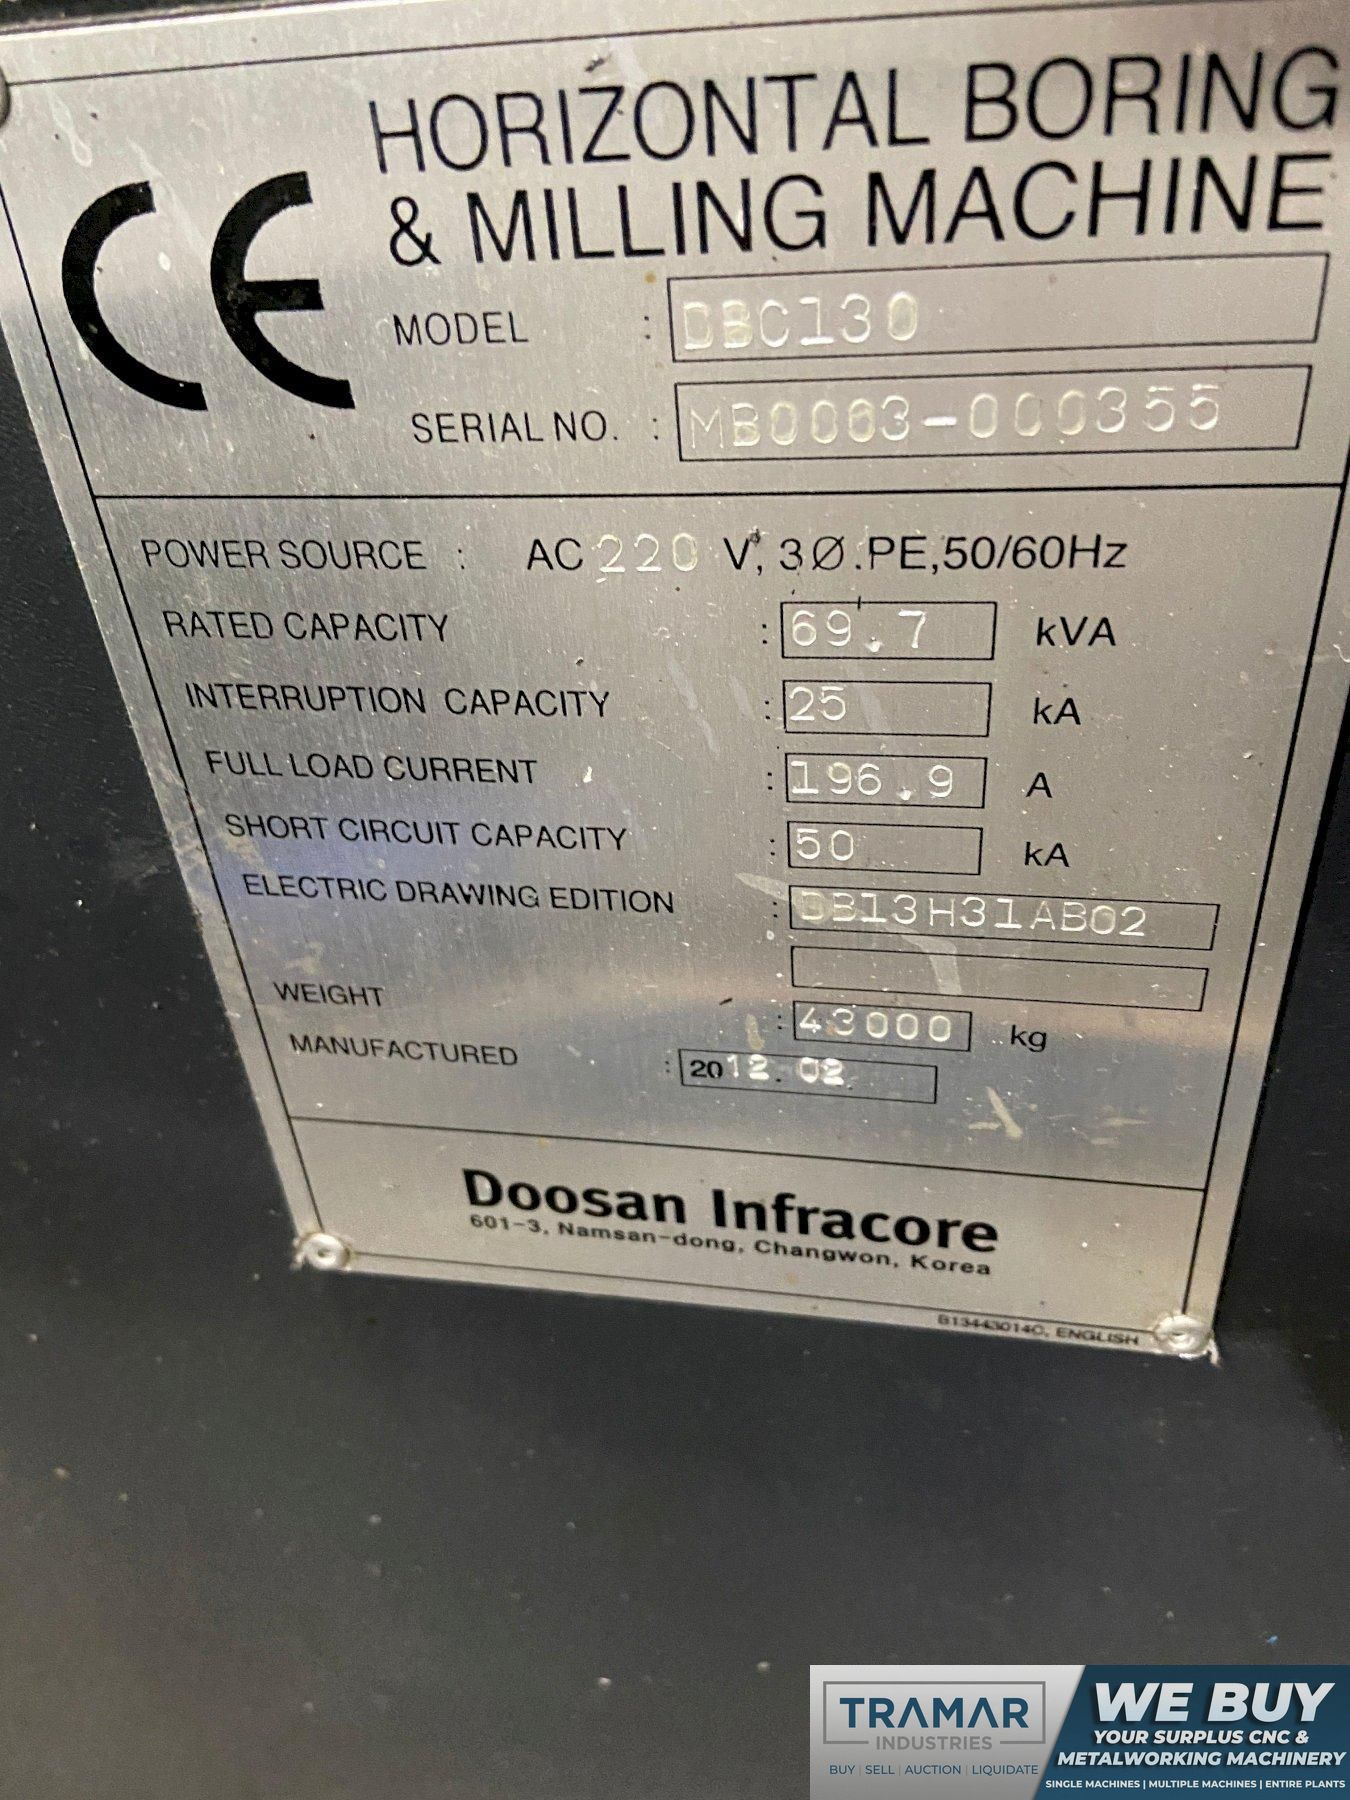 CE
HORIZONTAL BORING
& MILLING MACHINE
MODEL : DBC130
SERIAL NO. : MB0003-000355
POWER SOURCE : AC 220 V, 3Ø.PE,50/60Hz
RATED CAPACITY : 69.7 kVA
INTERRUPTION CAPACITY : 25 kA
FULL LOAD CURRENT : 196.9 A
SHORT CIRCUIT CAPACITY : 50 kA
ELECTRIC DRAWING EDITION : DB13H31AB02
WEIGHT : 43000 kg
MANUFACTURED : 2012.02
Doosan Infracore
601-3, Namsan-dong, Changwon, Korea
B13443014C, ENGLISH
TRAMAR
INDUSTRIES
BUY | SELL | AUCTION | LIQUIDATE
WE BUY
YOUR SURPLUS CNC &
METALWORKING MACHINERY
SINGLE MACHINES | MULTIPLE MACHINES | ENTIRE PLANTS